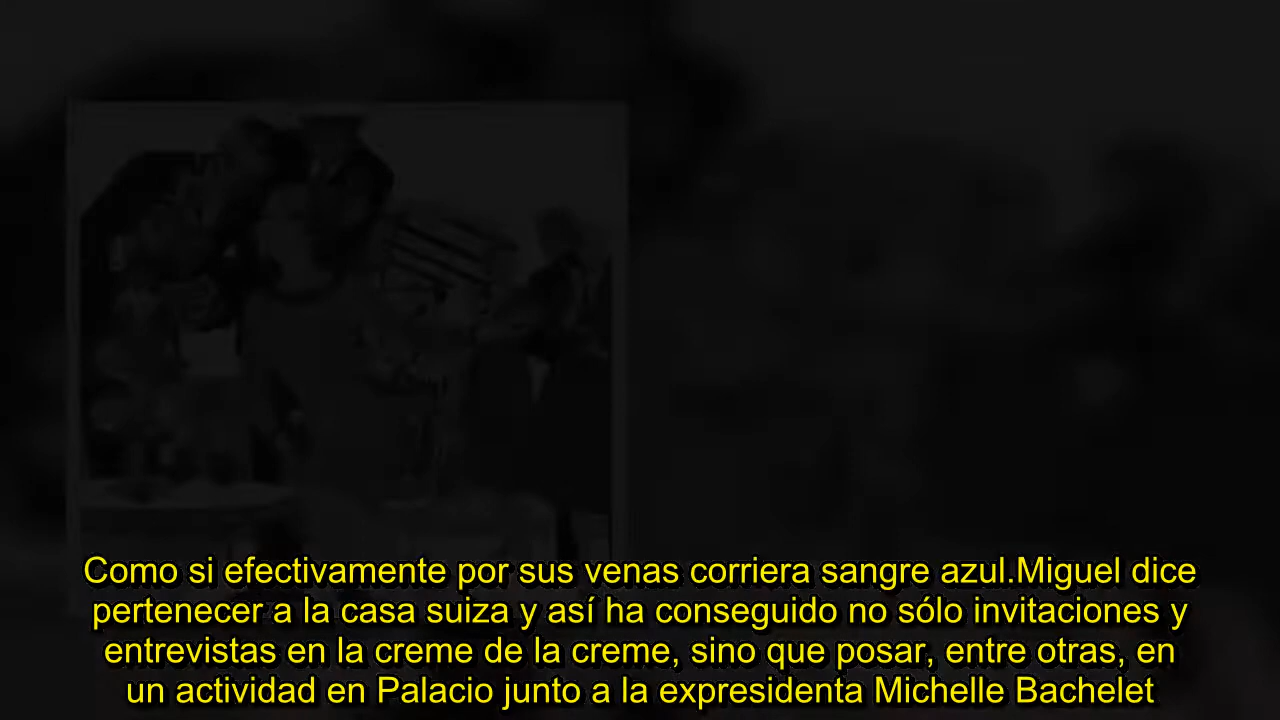 Como si efectivamente por sus venas corriera sangre azul.Miguel dice
pertenecer a la casa suiza y así ha conseguido no sólo invitaciones y
entrevistas en la creme de la creme, sino que posar, entre otras, en
un actividad en Palacio junto a la expresidenta Michelle Bachelet